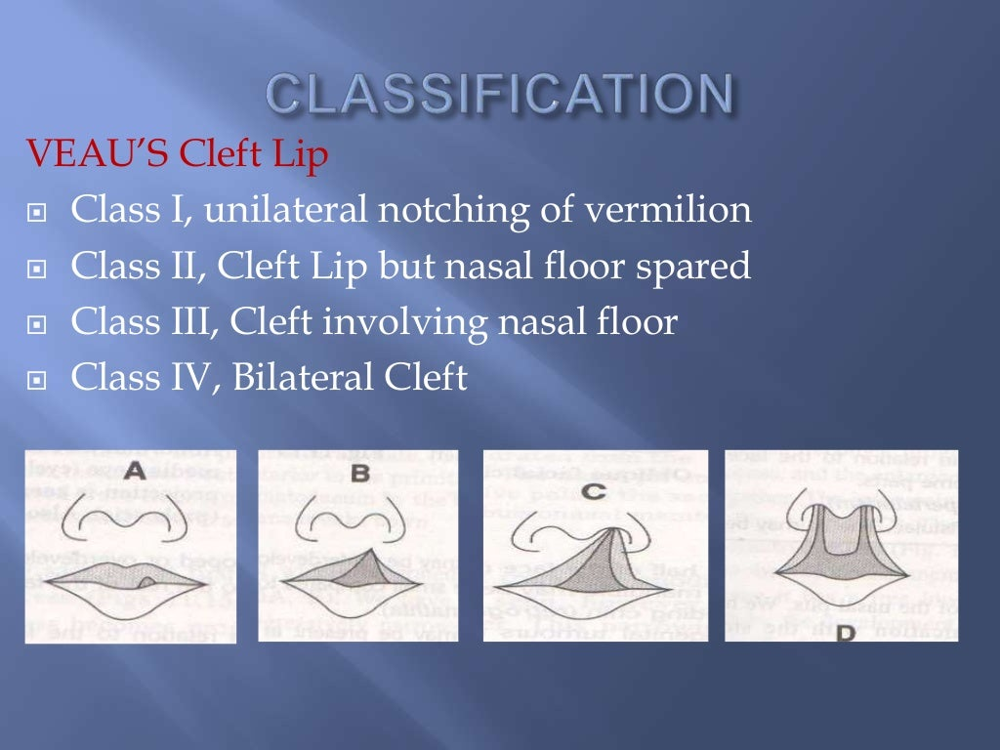 CLASSIFICATION
VEAU’S Cleft Lip
Class I, unilateral notching of vermilion
Class II, Cleft Lip but nasal floor spared
Class III, Cleft involving nasal floor
Class IV, Bilateral Cleft
A
B
C
D